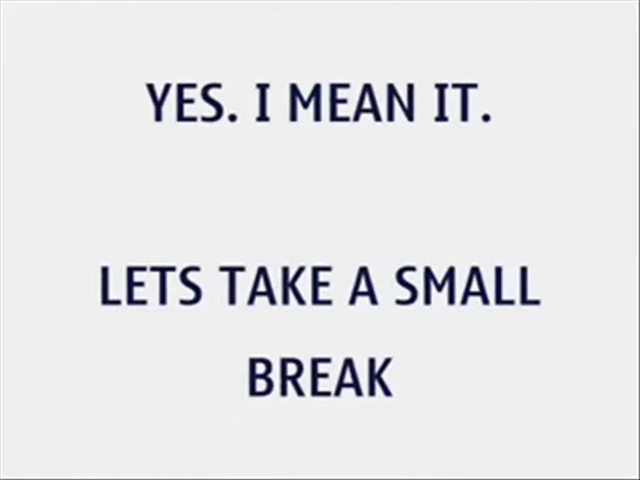 YES. I MEAN IT.
LETS TAKE A SMALL
BREAK